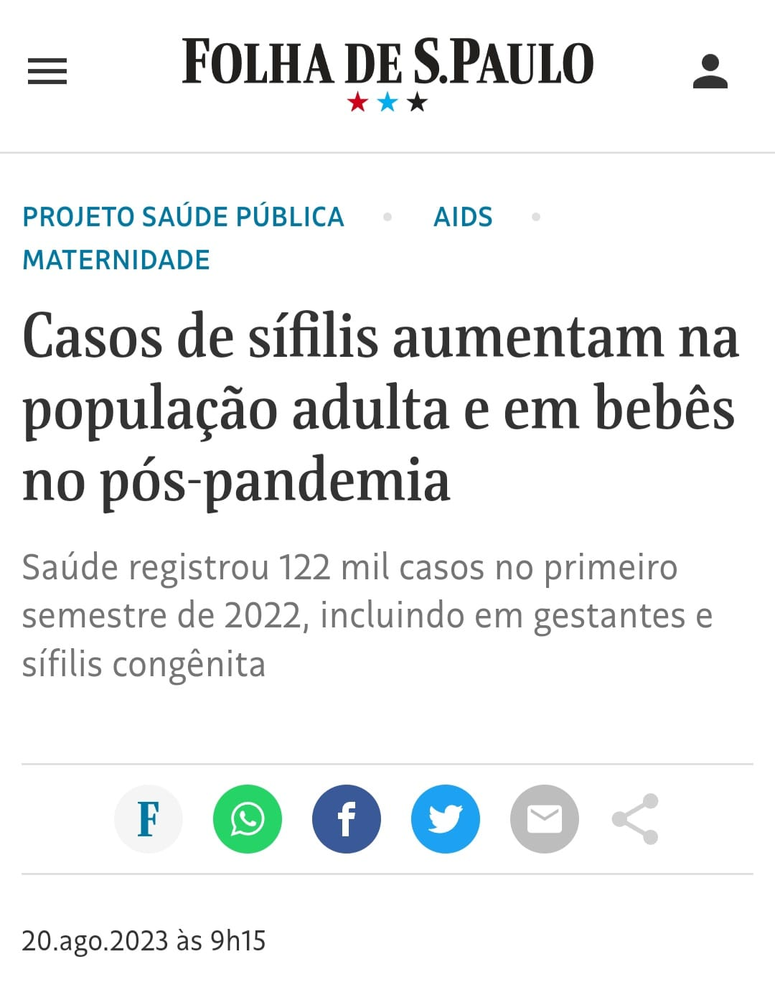 FOLHA DE S.PAULO
PROJETO SAÚDE PÚBLICA • AIDS •
MATERNIDADE
Casos de sífilis aumentam na
população adulta e em bebês
no pós-pandemia
Saúde registrou 122 mil casos no primeiro
semestre de 2022, incluindo em gestantes e
sífilis congênita
F f
20.ago.2023 às 9h15